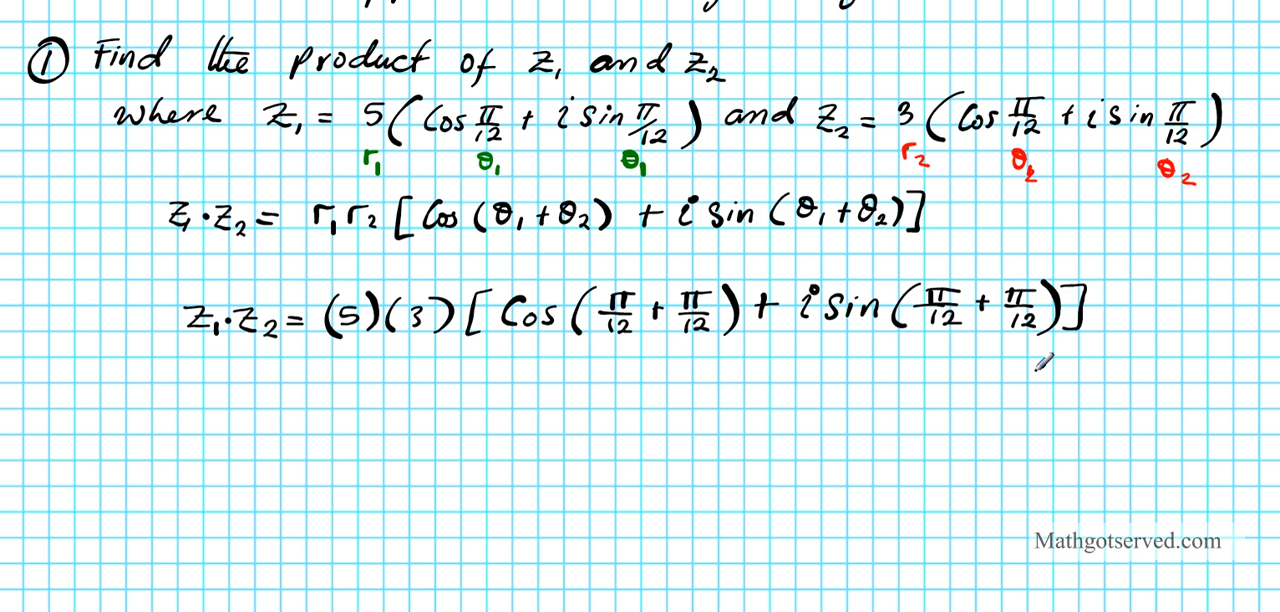 ① Find the product of z₁ and z₂
where z₁ = 5(Cos π/12 + i sin π/12) and z₂ = 3(Cos π/12 + i sin π/12)
r₁ θ₁ θ₁ r₂ θ₂ θ₂
z₁·z₂ = r₁r₂[Cos(θ₁+θ₂) + i sin(θ₁+θ₂)]
z₁·z₂ = (5)(3)[Cos(π/12 + π/12) + i sin(π/12 + π/12)]
Mathgotserved.com